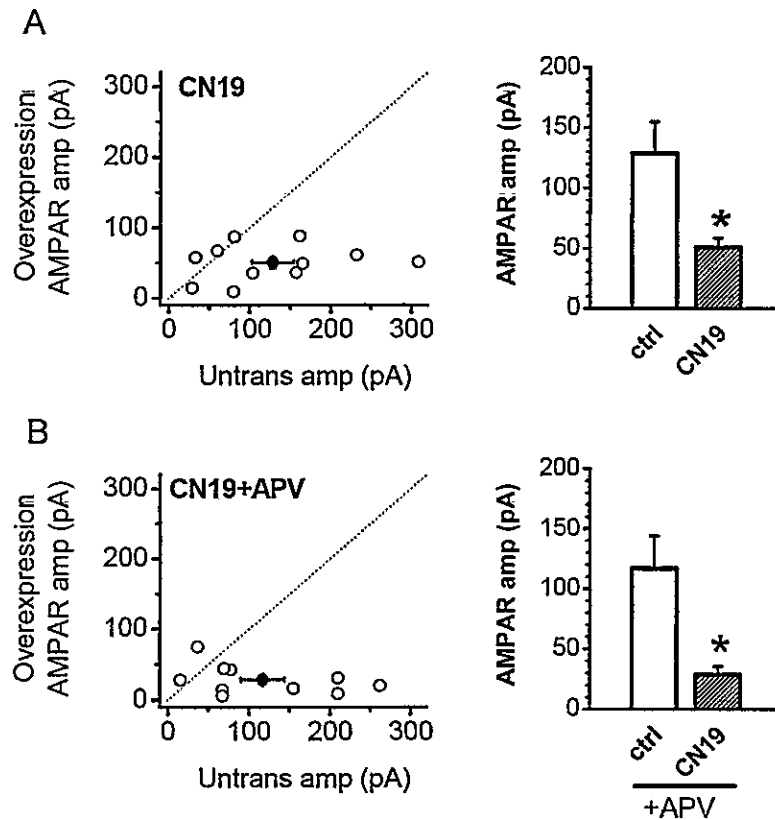 A
Overexpression
AMPAR amp (pA)
300
200
100
0
CN19
0 100 200 300
Untrans amp (pA)
AMPAR amp (pA)
200
150
100
50
0
*
ctrl
CN19
B
Overexpression
AMPAR amp (pA)
300
200
100
0
CN19+APV
0 100 200 300
Untrans amp (pA)
AMPAR amp (pA)
200
150
100
50
0
*
ctrl
CN19
+APV